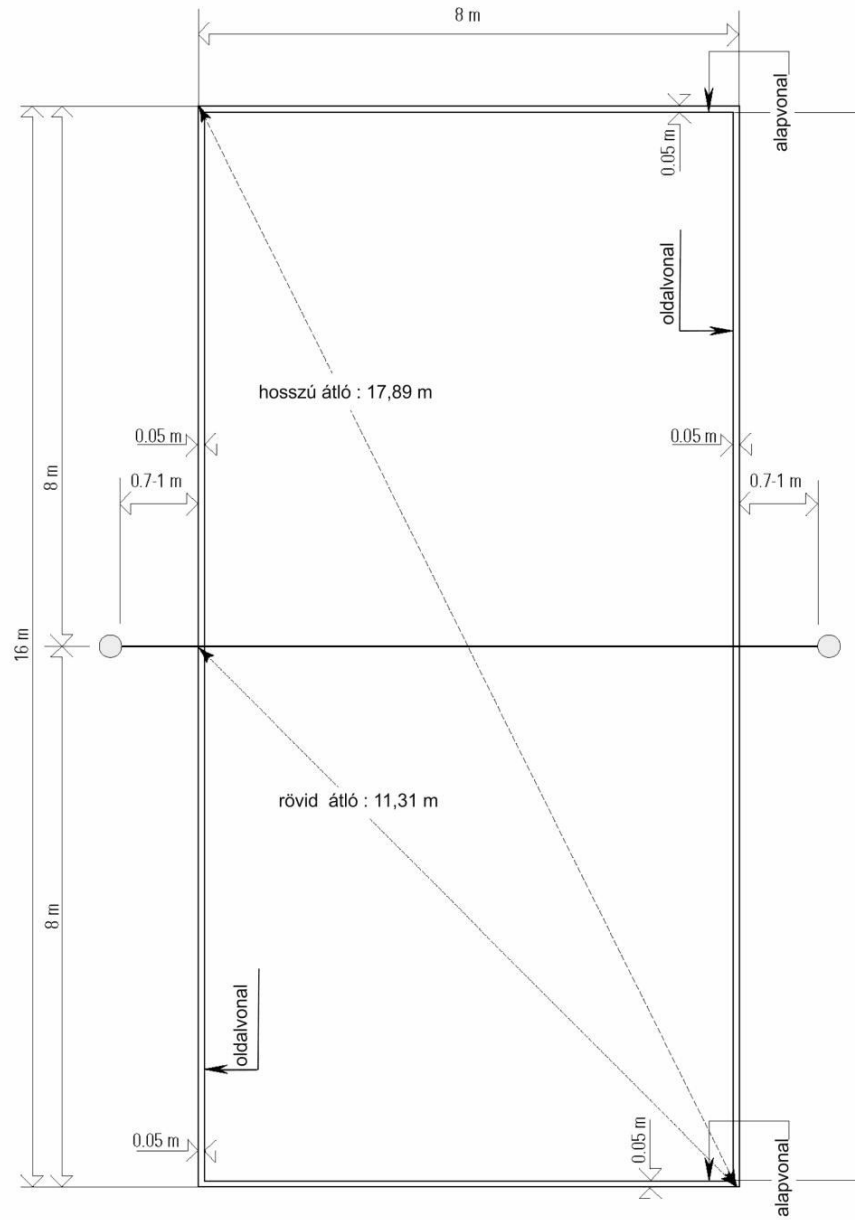 8 m
alapvonal
0.05 m
oldalvonal
hosszú átló : 17,89 m
0.05 m
0.05 m
8 m
0.7-1 m
0.7-1 m
16 m
rövid átló : 11,31 m
8 m
oldalvonal
0.05 m
0.05 m
alapvonal